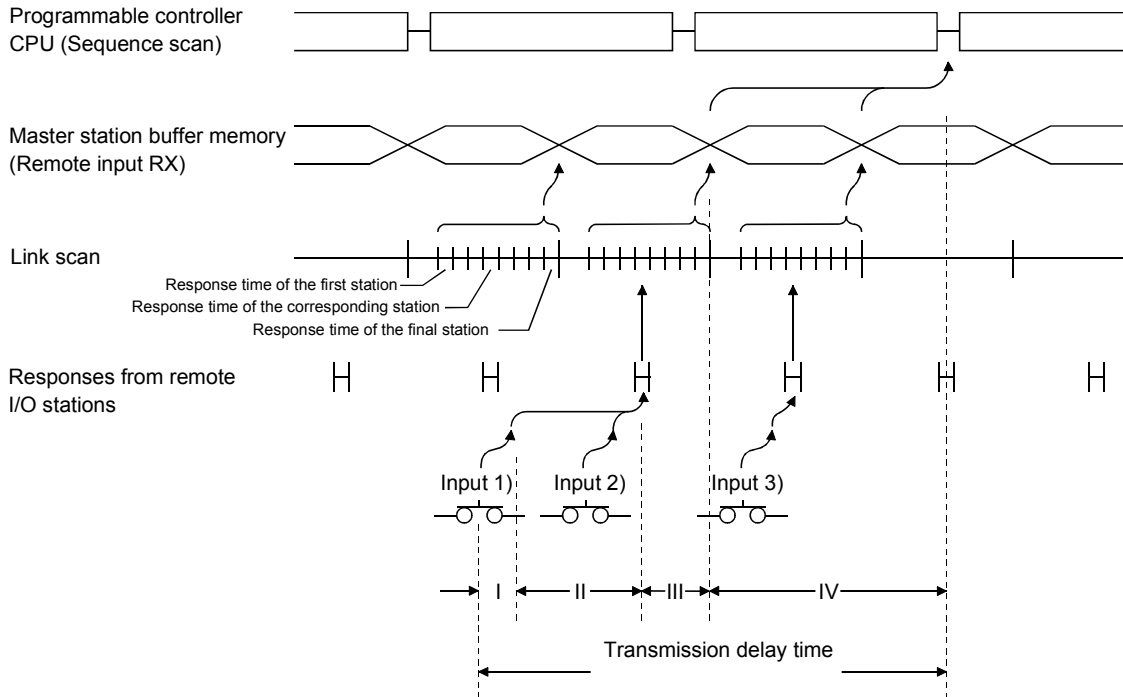 Programmable controller
CPU (Sequence scan)
Master station buffer memory
(Remote input RX)
Link scan
Response time of the first station
Response time of the corresponding station
Response time of the final station
Responses from remote
I/O stations
Input 1)
Input 2)
Input 3)
I
II
III
IV
Transmission delay time